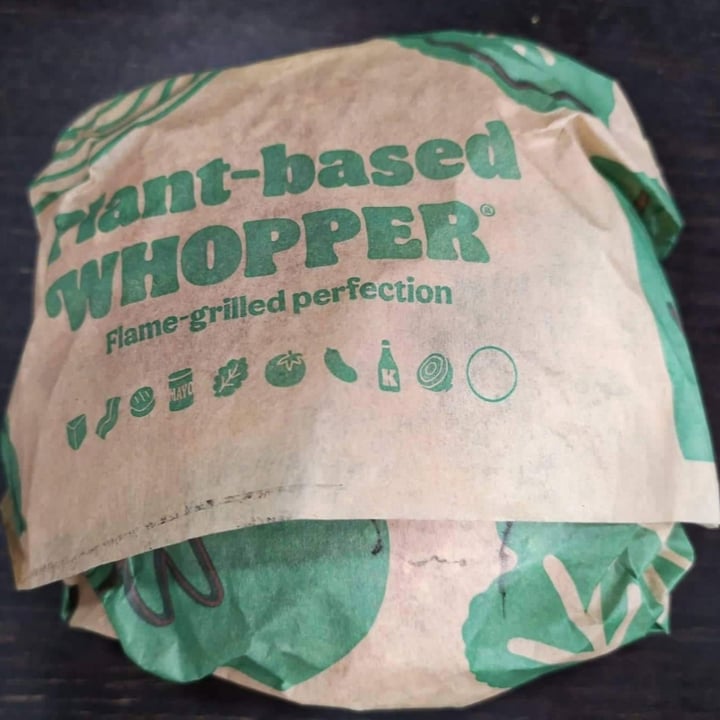 Plant-based
WHOPPER®
Flame-grilled perfection
MAYO
K